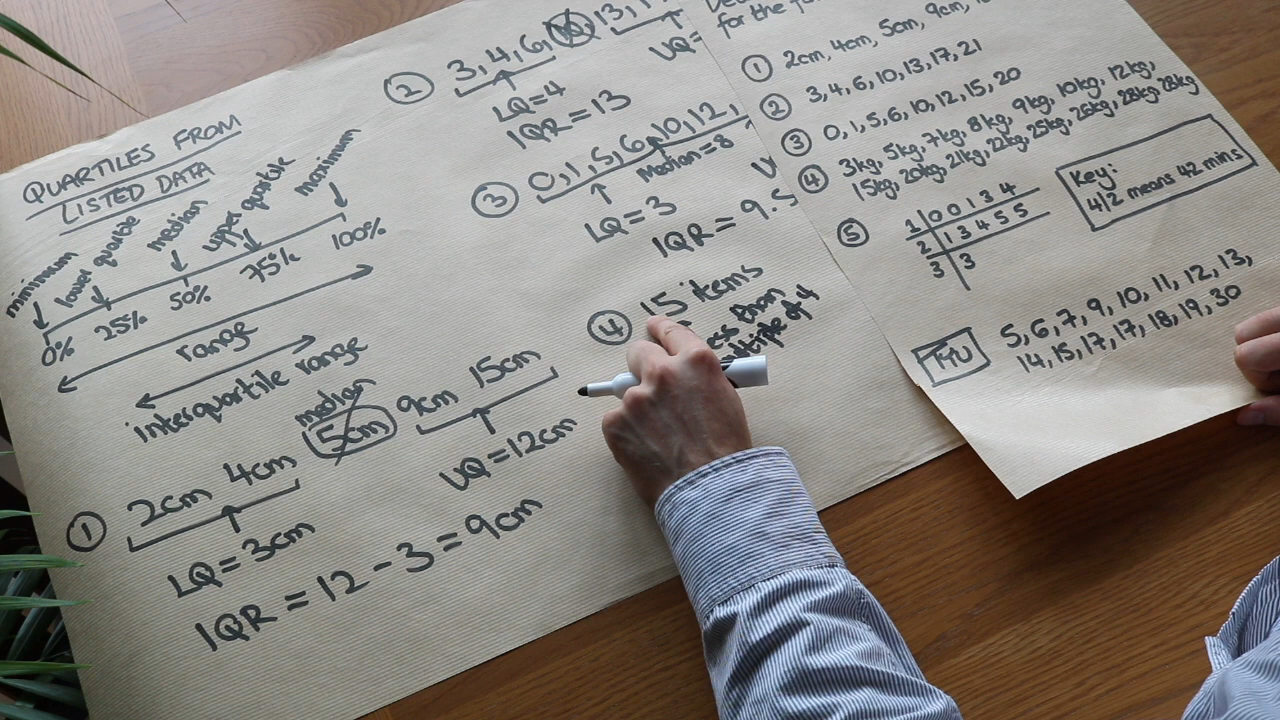 QUARTILES FROM
LISTED DATA
minimum
lower quartile
median
upper quartile
maximum
0%
25%
50%
75%
100%
range
interquartile range
① 2cm 4cm 5cm 9cm 15cm
median
LQ = 3cm
UQ = 12cm
IQR = 12 - 3 = 9cm
② 3, 4, 6, 10, 13, 17
UQ=
LQ = 4
IQR = 13
③ 0, 1, 5, 6, 10, 12,
Median = 8
LQ = 3
IQR = 9.5
④ 15 items
than
of 4
for the
① 2cm, 4cm, 5cm, 9cm,
② 3, 4, 6, 10, 13, 17, 21
③ 0, 1, 5, 6, 10, 12, 15, 20
④ 3kg, 5kg, 7kg, 8kg, 9kg, 10kg, 12kg,
15kg, 20kg, 21kg, 22kg, 25kg, 26kg, 28kg, 28kg
⑤ 1|0 0 1 3 4
2|1 3 4 5 5
3|3
Key:
4|2 means 42 mins
5, 6, 7, 9, 10, 11, 12, 13,
14, 15, 17, 17, 18, 19, 30